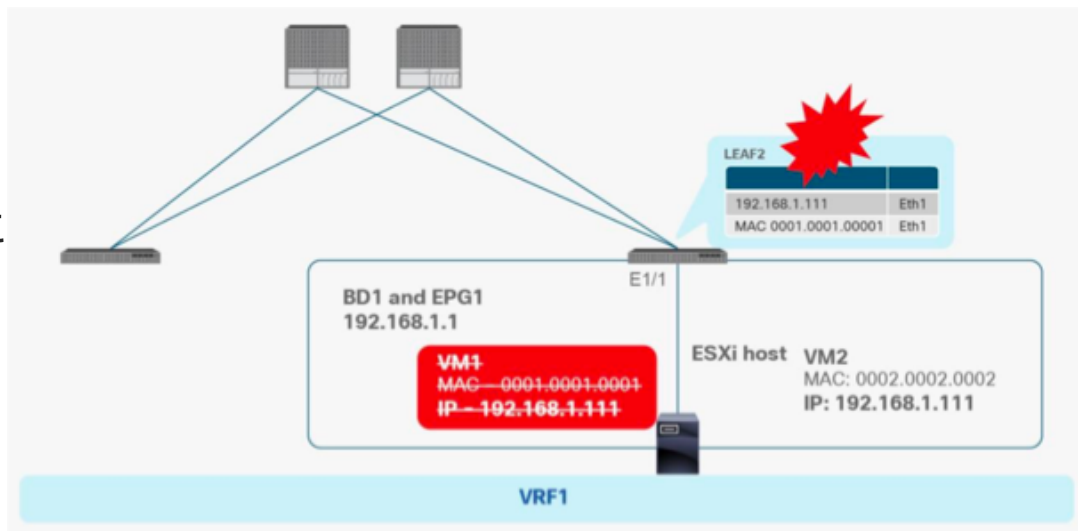 LEAF2
192.168.1.111 Eth1
MAC 0001.0001.00001 Eth1
t
E1/1
BD1 and EPG1
192.168.1.1
VM1
MAC – 0001.0001.0001
IP – 192.168.1.111
ESXi host
VM2
MAC: 0002.0002.0002
IP: 192.168.1.111
VRF1